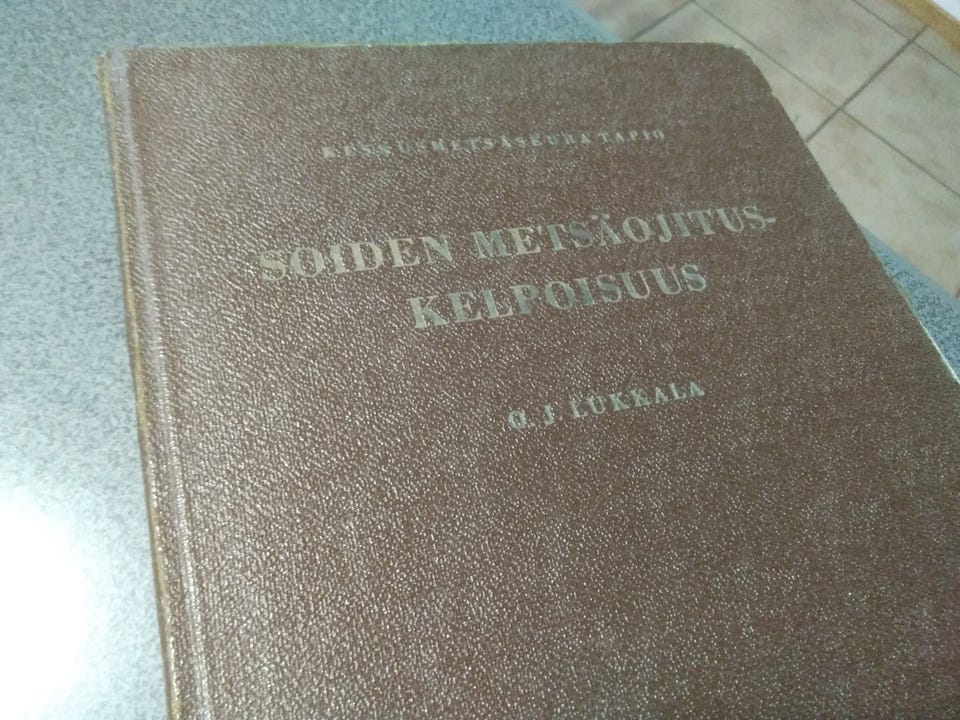 KESKUSMETSÄSEURA TAPIO
SOIDEN METSÄOJITUS-
KELPOISUUS
O. J. LUKKALA